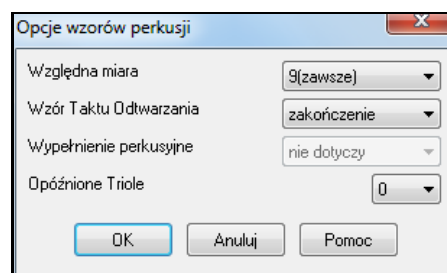 Opcje wzorów perkusji
Względna miara 9(zawsze)
Wzór Taktu Odtwarzania zakończenie
Wypełnienie perkusyjne nie dotyczy
Opóźnione Triole 0
OK Anuluj Pomoc